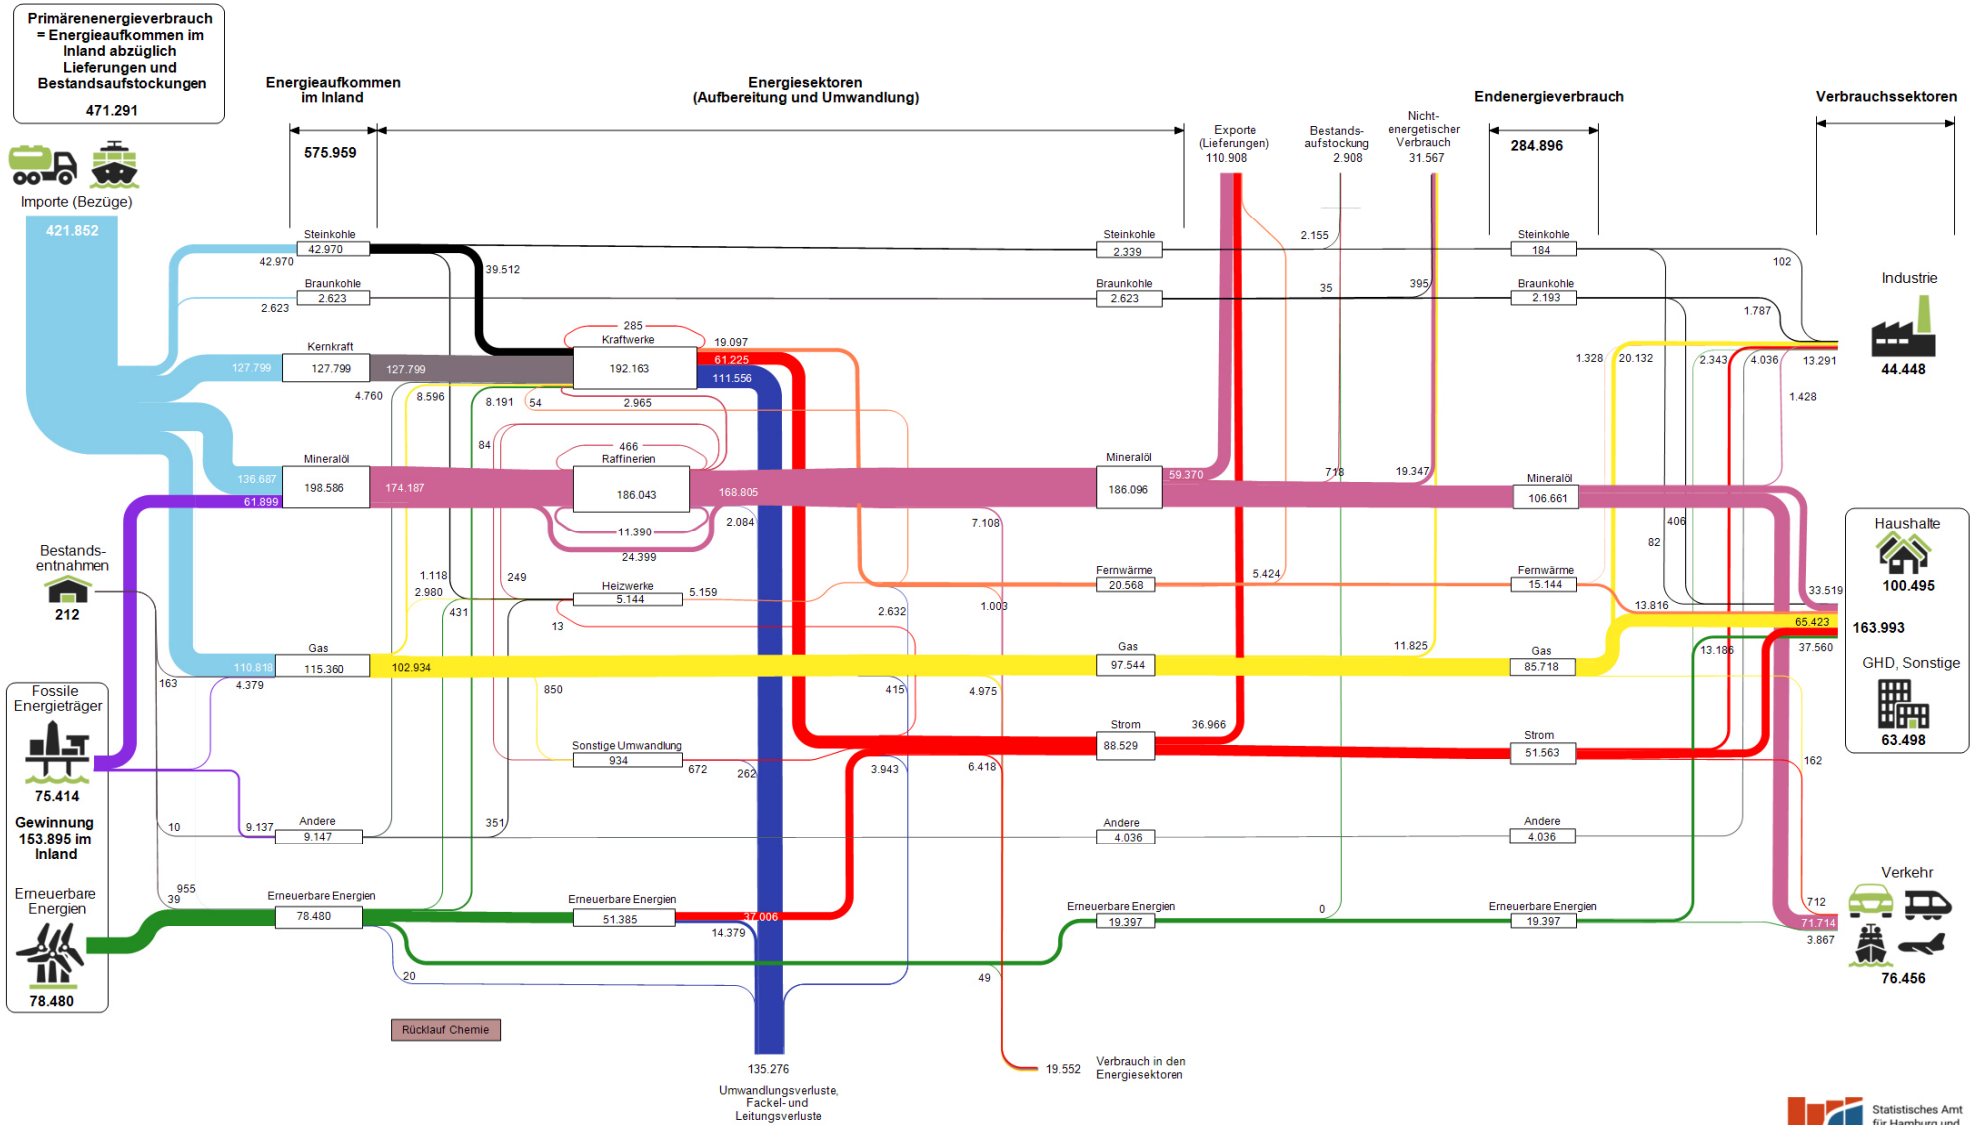 Primärenenergieverbrauch
= Energieaufkommen im
Inland abzüglich
Lieferungen und
Bestandsaufstockungen
471.291
Energieaufkommen
im Inland
575.959
Energiesektoren
(Aufbereitung und Umwandlung)
Exporte
(Lieferungen)
110.908
Bestands-
aufstockung
2.908
Nicht-
energetischer
Verbrauch
31.567
Endenergieverbrauch
284.896
Verbrauchssektoren
Importe (Bezüge)
421.852
Steinkohle
42.970
42.970
39.512
Steinkohle
2.339
2.155
Steinkohle
184
102
Braunkohle
2.623
2.623
Braunkohle
2.623
35
395
Braunkohle
2.193
1.787
Industrie
44.448
285
Kraftwerke
192.163
19.097
61.225
111.556
Kernkraft
127.799
127.799
127.799
4.760
8.596
8.191
54
2.965
1.328
20.132
2.343
4.036
13.291
1.428
84
466
Raffinerien
186.043
168.805
2.084
11.390
24.399
Mineralöl
136.687
198.586
174.187
61.899
Mineralöl
186.096
59.370
718
19.347
7.108
Mineralöl
106.661
406
82
Bestands-
entnahmen
212
1.118
2.980
431
249
Heizwerke
5.144
5.159
13
2.632
1.003
Fernwärme
20.568
5.424
Fernwärme
15.144
13.816
33.519
65.423
37.560
13.186
Haushalte
100.495
163.993
GHD, Sonstige
63.498
Gas
110.818
115.360
102.934
163
4.379
850
415
4.975
Gas
97.544
11.825
Gas
85.718
162
Fossile
Energieträger
75.414
Gewinnung
153.895 im
Inland
Erneuerbare
Energien
78.480
Sonstige Umwandlung
934
672
262
3.943
6.418
Strom
88.529
36.966
Strom
51.563
Andere
10
9.137
9.147
351
Andere
4.036
Andere
4.036
955
39
Erneuerbare Energien
78.480
Erneuerbare Energien
51.385
37.006
14.379
20
49
Erneuerbare Energien
19.397
0
Erneuerbare Energien
19.397
Verkehr
712
71.714
3.867
76.456
Rücklauf Chemie
135.276
Umwandlungsverluste,
Fackel- und
Leitungsverluste
19.552
Verbrauch in den
Energiesektoren
Statistisches Amt
für Hamburg und